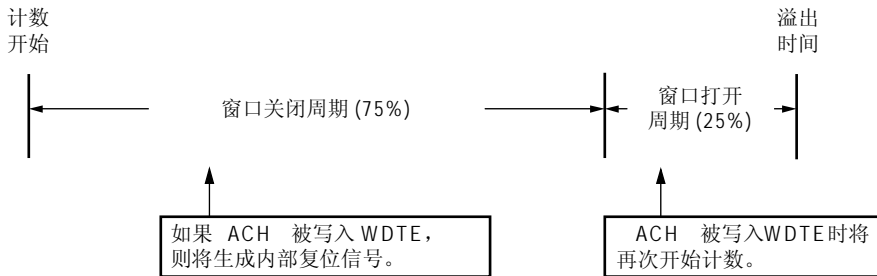 计数
开始
溢出
时间
窗口关闭周期(75%)
窗口打开
周期(25%)
如果 ACH 被写入 WDTE，
则将生成内部复位信号。
ACH 被写入WDTE时将
再次开始计数。